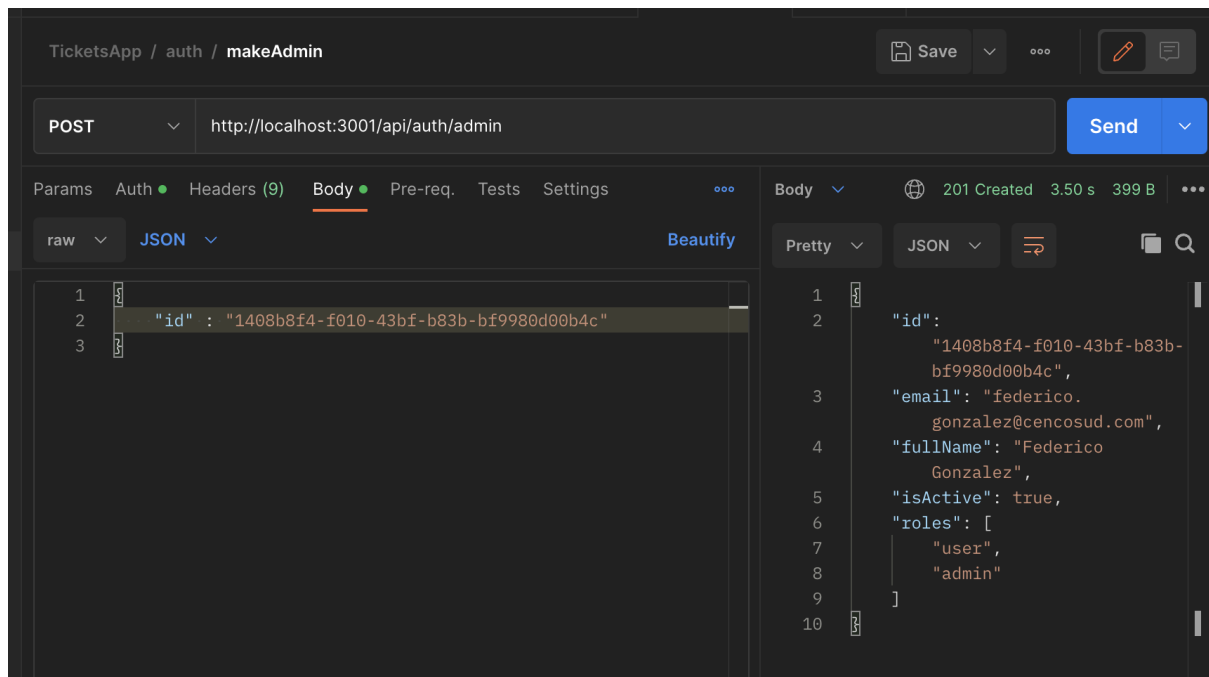 TicketsApp / auth / makeAdmin
Save
POST
http://localhost:3001/api/auth/admin
Send
Params Auth Headers (9) Body Pre-req. Tests Settings
raw JSON Beautify
1 {
2 "id" : "1408b8f4-f010-43bf-b83b-bf9980d00b4c"
3 }
Body 201 Created 3.50 s 399 B
Pretty JSON
1 {
2 "id":
"1408b8f4-f010-43bf-b83b-
bf9980d00b4c",
3 "email": "federico.
gonzalez@cencosud.com",
4 "fullName": "Federico
Gonzalez",
5 "isActive": true,
6 "roles": [
7 "user",
8 "admin"
9 ]
10 }